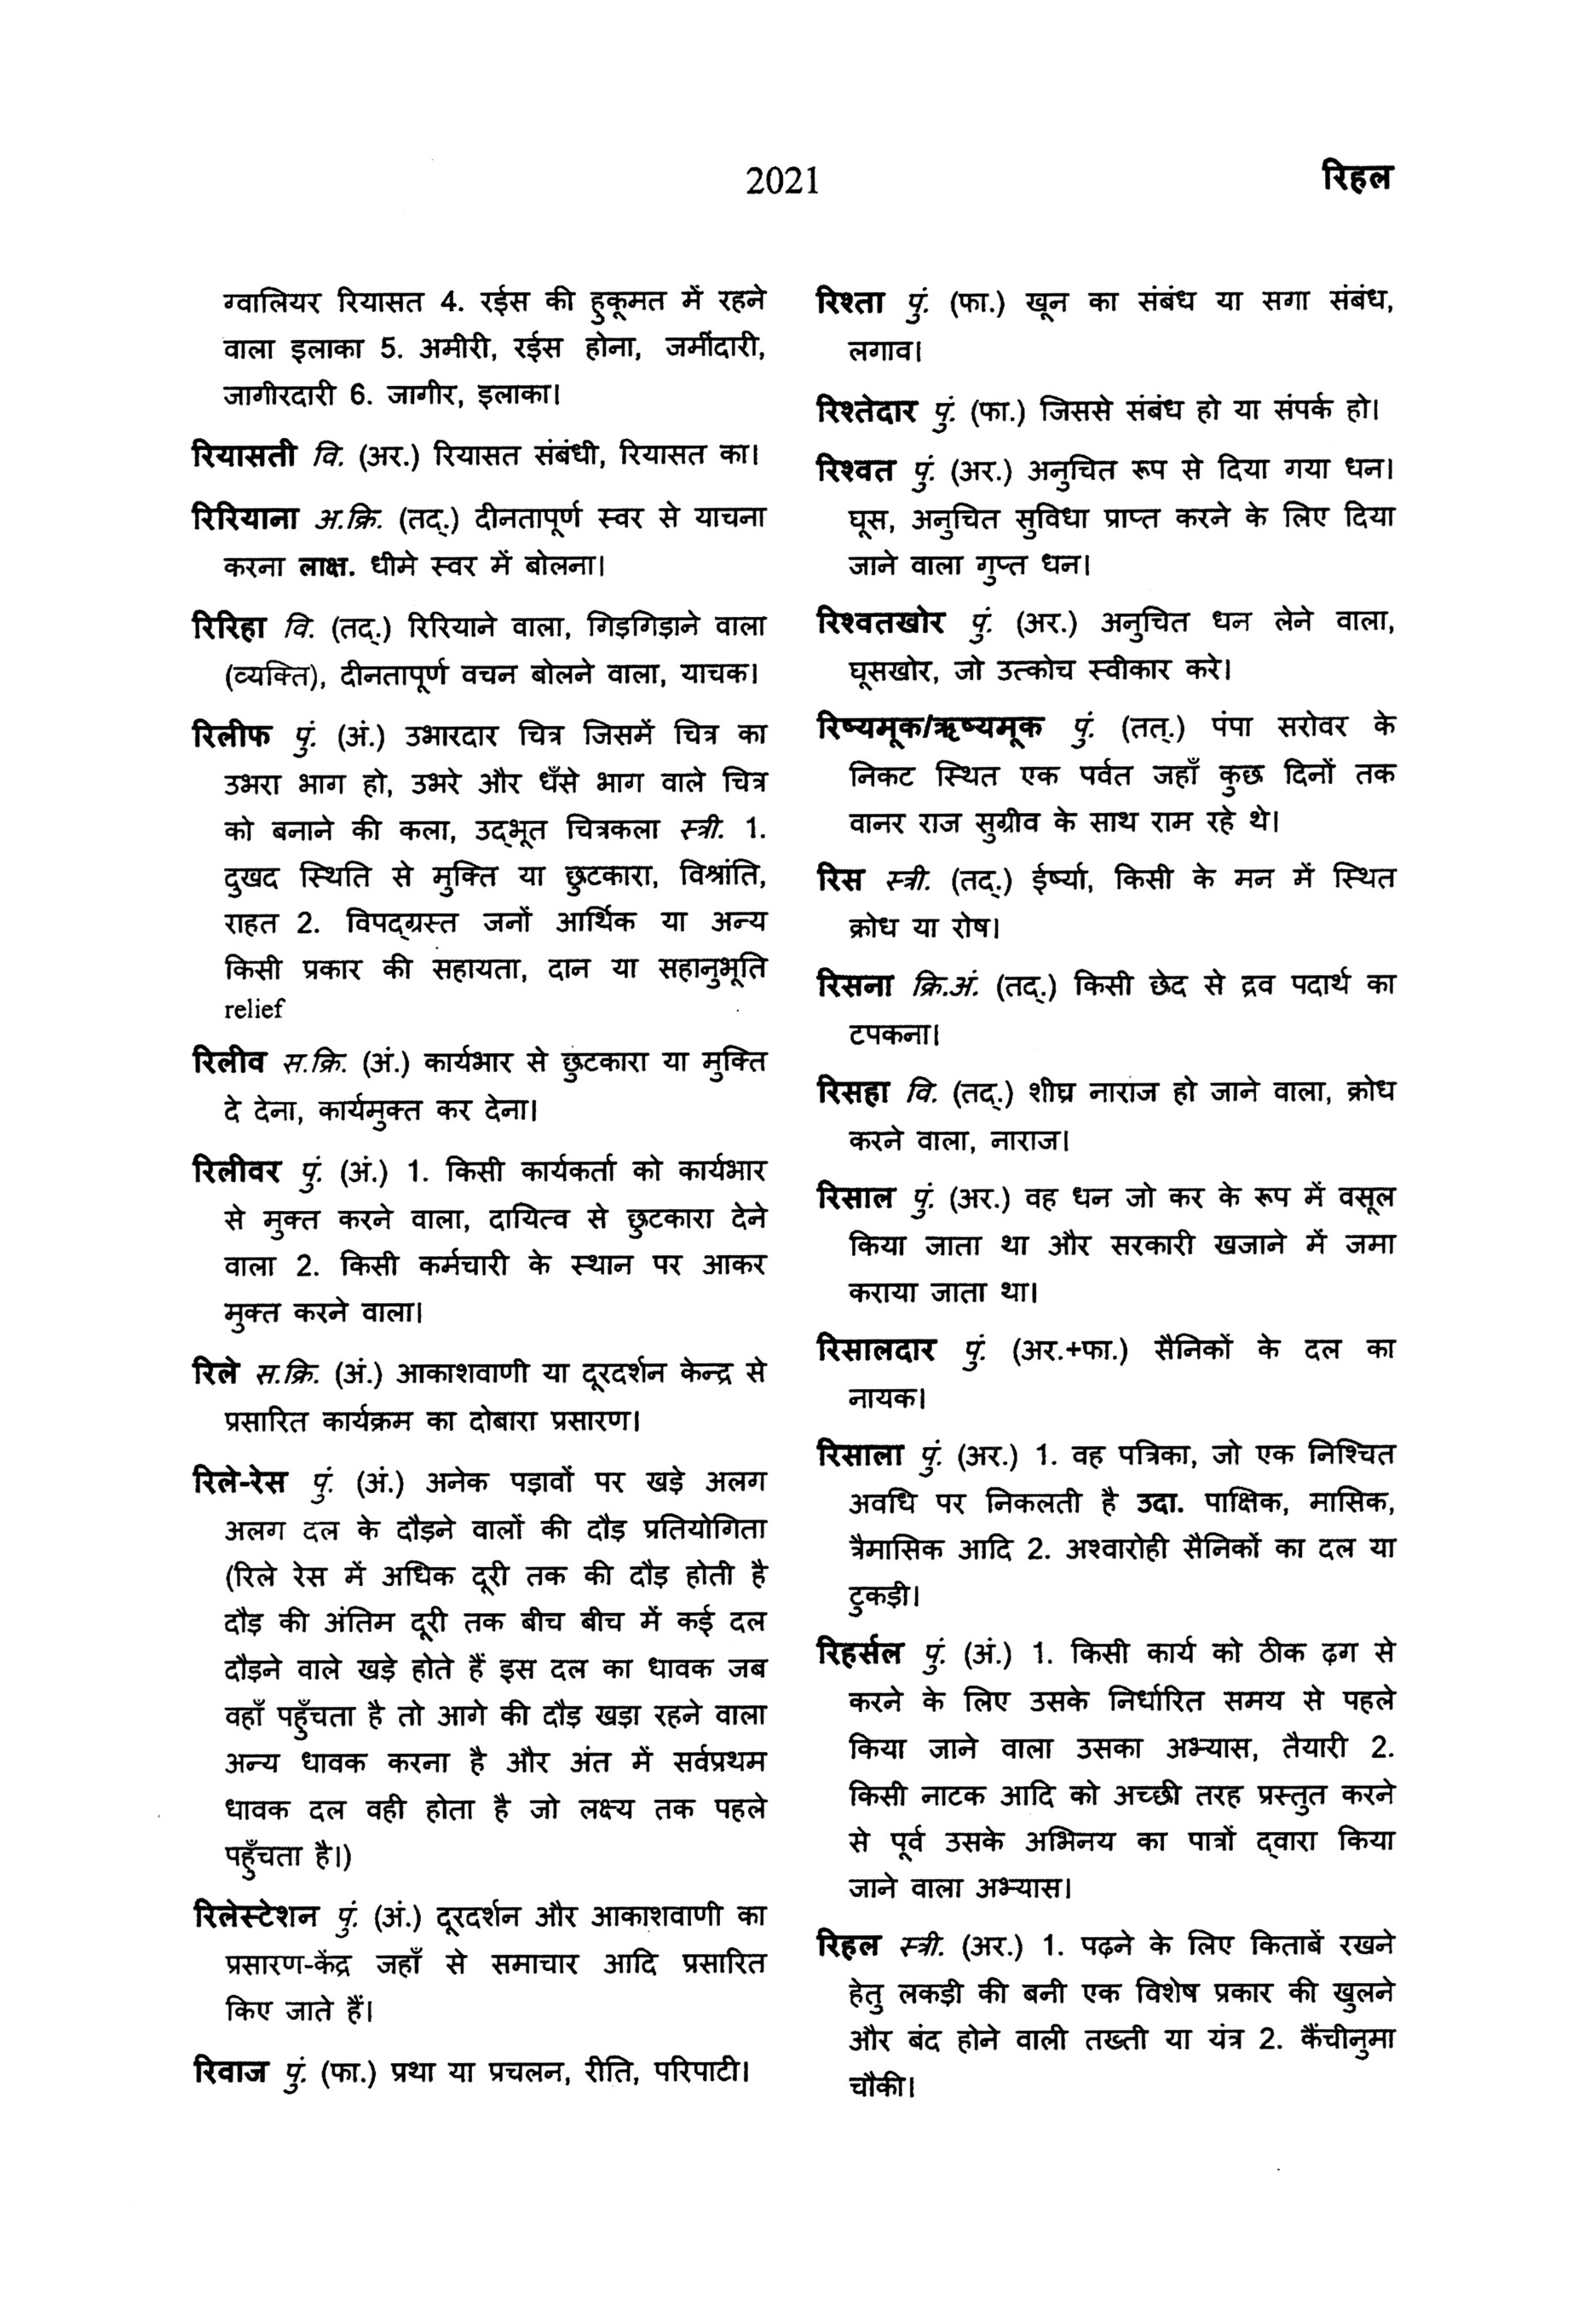 2021
रिहल
ग्वालियर रियासत 4. रईस की हुकूमत में रहने
वाला इलाका 5. अमीरी, रईस होना, जमींदारी,
जागीरदारी 6. जागीर, इलाका।
रियासती वि. (अर.) रियासत संबंधी, रियासत का।
रिरियाना अ.क्रि. (तद्.) दीनतापूर्ण स्वर से याचना
करना लाक्ष. धीमे स्वर में बोलना।
रिरिहा वि. (तद्.) रिरियाने वाला, गिड़गिड़ाने वाला
(व्यक्ति), दीनतापूर्ण वचन बोलने वाला, याचक।
रिलीफ पुं. (अं.) उभारदार चित्र जिसमें चित्र का
उभरा भाग हो, उभरे और धँसे भाग वाले चित्र
को बनाने की कला, उद्भूत चित्रकला स्त्री. 1.
दुखद स्थिति से मुक्ति या छुटकारा, विश्रांति,
राहत 2. विपद्ग्रस्त जनों आर्थिक या अन्य
किसी प्रकार की सहायता, दान या सहानुभूति
relief
रिलीव स.क्रि. (अं.) कार्यभार से छुटकारा या मुक्ति
दे देना, कार्यमुक्त कर देना।
रिलीवर पुं. (अं.) 1. किसी कार्यकर्ता को कार्यभार
से मुक्त करने वाला, दायित्व से छुटकारा देने
वाला 2. किसी कर्मचारी के स्थान पर आकर
मुक्त करने वाला।
रिले स.क्रि. (अं.) आकाशवाणी या दूरदर्शन केन्द्र से
प्रसारित कार्यक्रम का दोबारा प्रसारण।
रिले-रेस पुं. (अं.) अनेक पड़ावों पर खड़े अलग
अलग दल के दौड़ने वालों की दौड़ प्रतियोगिता
(रिले रेस में अधिक दूरी तक की दौड़ होती है
दौड़ की अंतिम दूरी तक बीच बीच में कई दल
दौड़ने वाले खड़े होते हैं इस दल का धावक जब
वहाँ पहुँचता है तो आगे की दौड़ खड़ा रहने वाला
अन्य धावक करना है और अंत में सर्वप्रथम
धावक दल वही होता है जो लक्ष्य तक पहले
पहुँचता है।)
रिलेस्टेशन पुं. (अं.) दूरदर्शन और आकाशवाणी का
प्रसारण-केंद्र जहाँ से समाचार आदि प्रसारित
किए जाते हैं।
रिवाज पुं. (फा.) प्रथा या प्रचलन, रीति, परिपाटी।
रिश्ता पुं. (फा.) खून का संबंध या सगा संबंध,
लगाव।
रिश्तेदार पुं. (फा.) जिससे संबंध हो या संपर्क हो।
रिश्वत पुं. (अर.) अनुचित रूप से दिया गया धन।
घूस, अनुचित सुविधा प्राप्त करने के लिए दिया
जाने वाला गुप्त धन।
रिश्वतखोर पुं. (अर.) अनुचित धन लेने वाला,
घूसखोर, जो उत्कोच स्वीकार करे।
रिष्यमूक/ऋष्यमूक पुं. (तत्.) पंपा सरोवर के
निकट स्थित एक पर्वत जहाँ कुछ दिनों तक
वानर राज सुग्रीव के साथ राम रहे थे।
रिस स्त्री. (तद्.) ईर्ष्या, किसी के मन में स्थित
क्रोध या रोष।
रिसना क्रि.अं. (तद्.) किसी छेद से द्रव पदार्थ का
टपकना।
रिसहा वि. (तद्.) शीघ्र नाराज हो जाने वाला, क्रोध
करने वाला, नाराज।
रिसाल पुं. (अर.) वह धन जो कर के रूप में वसूल
किया जाता था और सरकारी खजाने में जमा
कराया जाता था।
रिसालदार पुं. (अर.+फा.) सैनिकों के दल का
नायक।
रिसाला पुं. (अर.) 1. वह पत्रिका, जो एक निश्चित
अवधि पर निकलती है उदा. पाक्षिक, मासिक,
त्रैमासिक आदि 2. अश्वारोही सैनिकों का दल या
टुकड़ी।
रिहर्सल पुं. (अं.) 1. किसी कार्य को ठीक ढ़ग से
करने के लिए उसके निर्धारित समय से पहले
किया जाने वाला उसका अभ्यास, तैयारी 2.
किसी नाटक आदि को अच्छी तरह प्रस्तुत करने
से पूर्व उसके अभिनय का पात्रों द्वारा किया
जाने वाला अभ्यास।
रिहल स्त्री. (अर.) 1. पढ़ने के लिए किताबें रखने
हेतु लकड़ी की बनी एक विशेष प्रकार की खुलने
और बंद होने वाली तख्ती या यंत्र 2. कैंचीनुमा
चौकी।